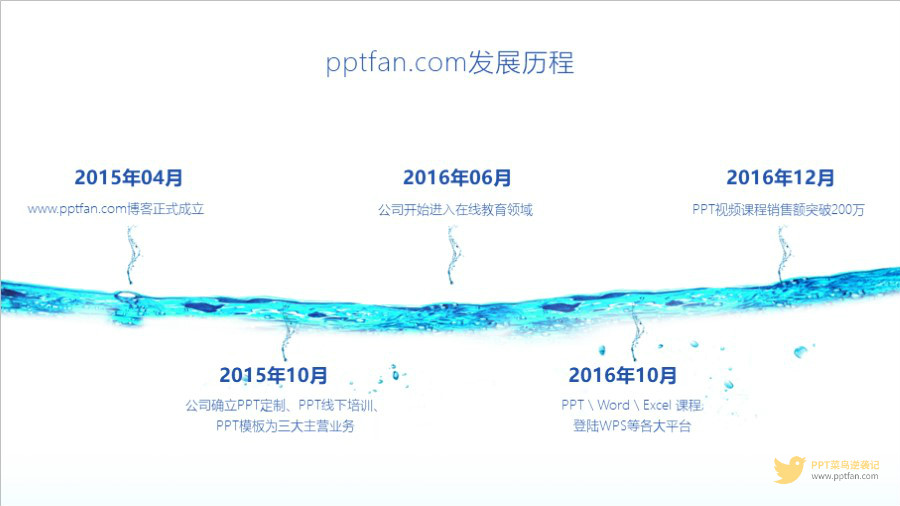 pptfan.com发展历程
2015年04月
www.pptfan.com博客正式成立
2016年06月
公司开始进入在线教育领域
2016年12月
PPT视频课程销售额突破200万
2015年10月
公司确立PPT定制、PPT线下培训、
PPT模板为三大主营业务
2016年10月
PPT \ Word \ Excel 课程
登陆WPS等各大平台
PPT菜鸟逆袭记
www.pptfan.com